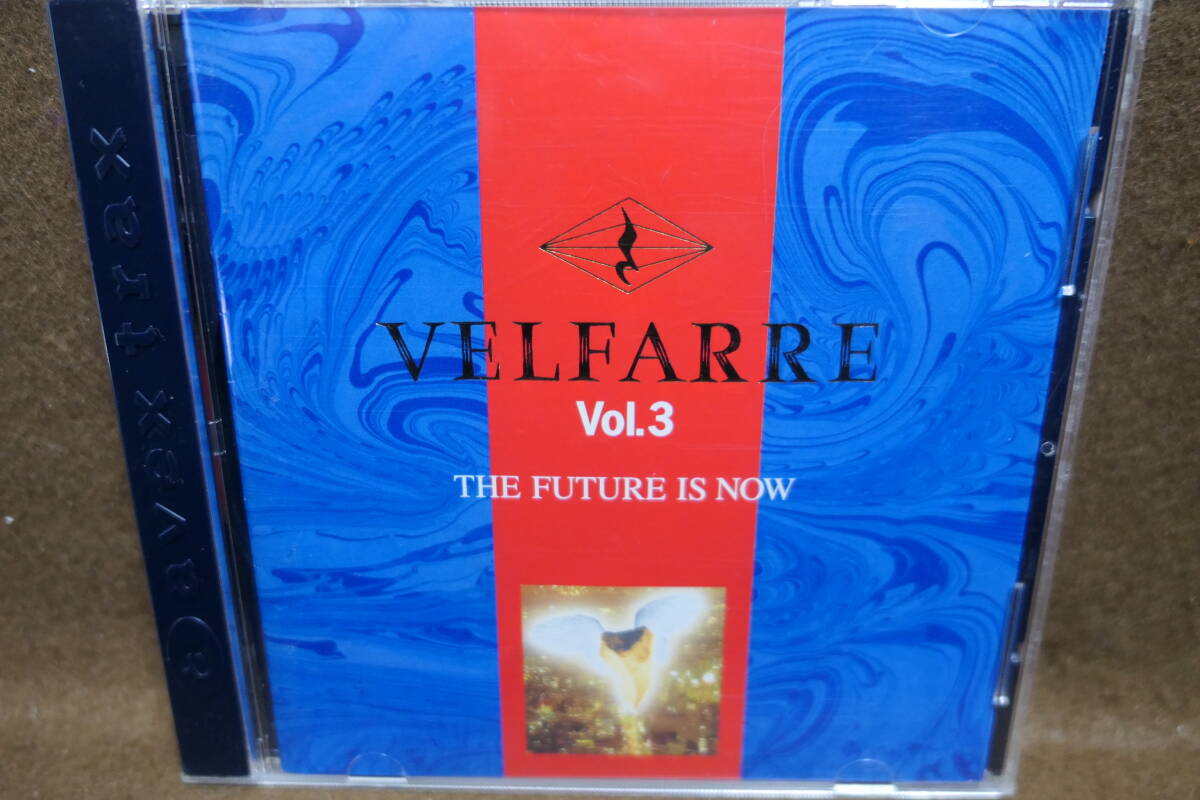 VELFARRE
Vol.3
THE FUTURE IS NOW
a avex trax